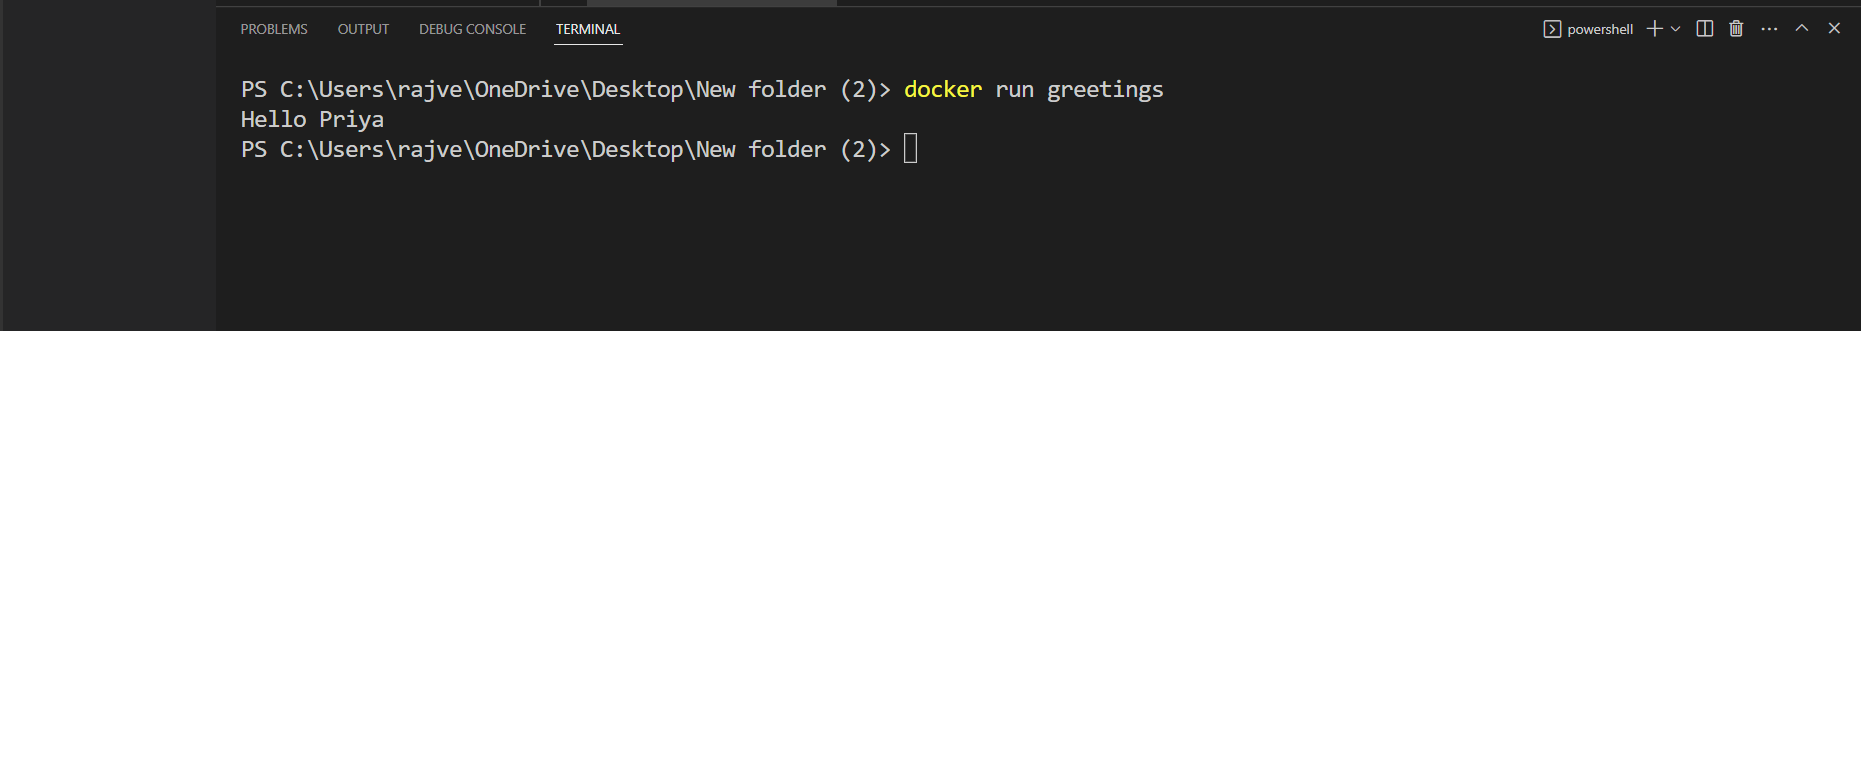 PROBLEMS OUTPUT DEBUG CONSOLE TERMINAL powershell
PS C:\Users\rajve\OneDrive\Desktop\New folder (2)> docker run greetings
Hello Priya
PS C:\Users\rajve\OneDrive\Desktop\New folder (2)>